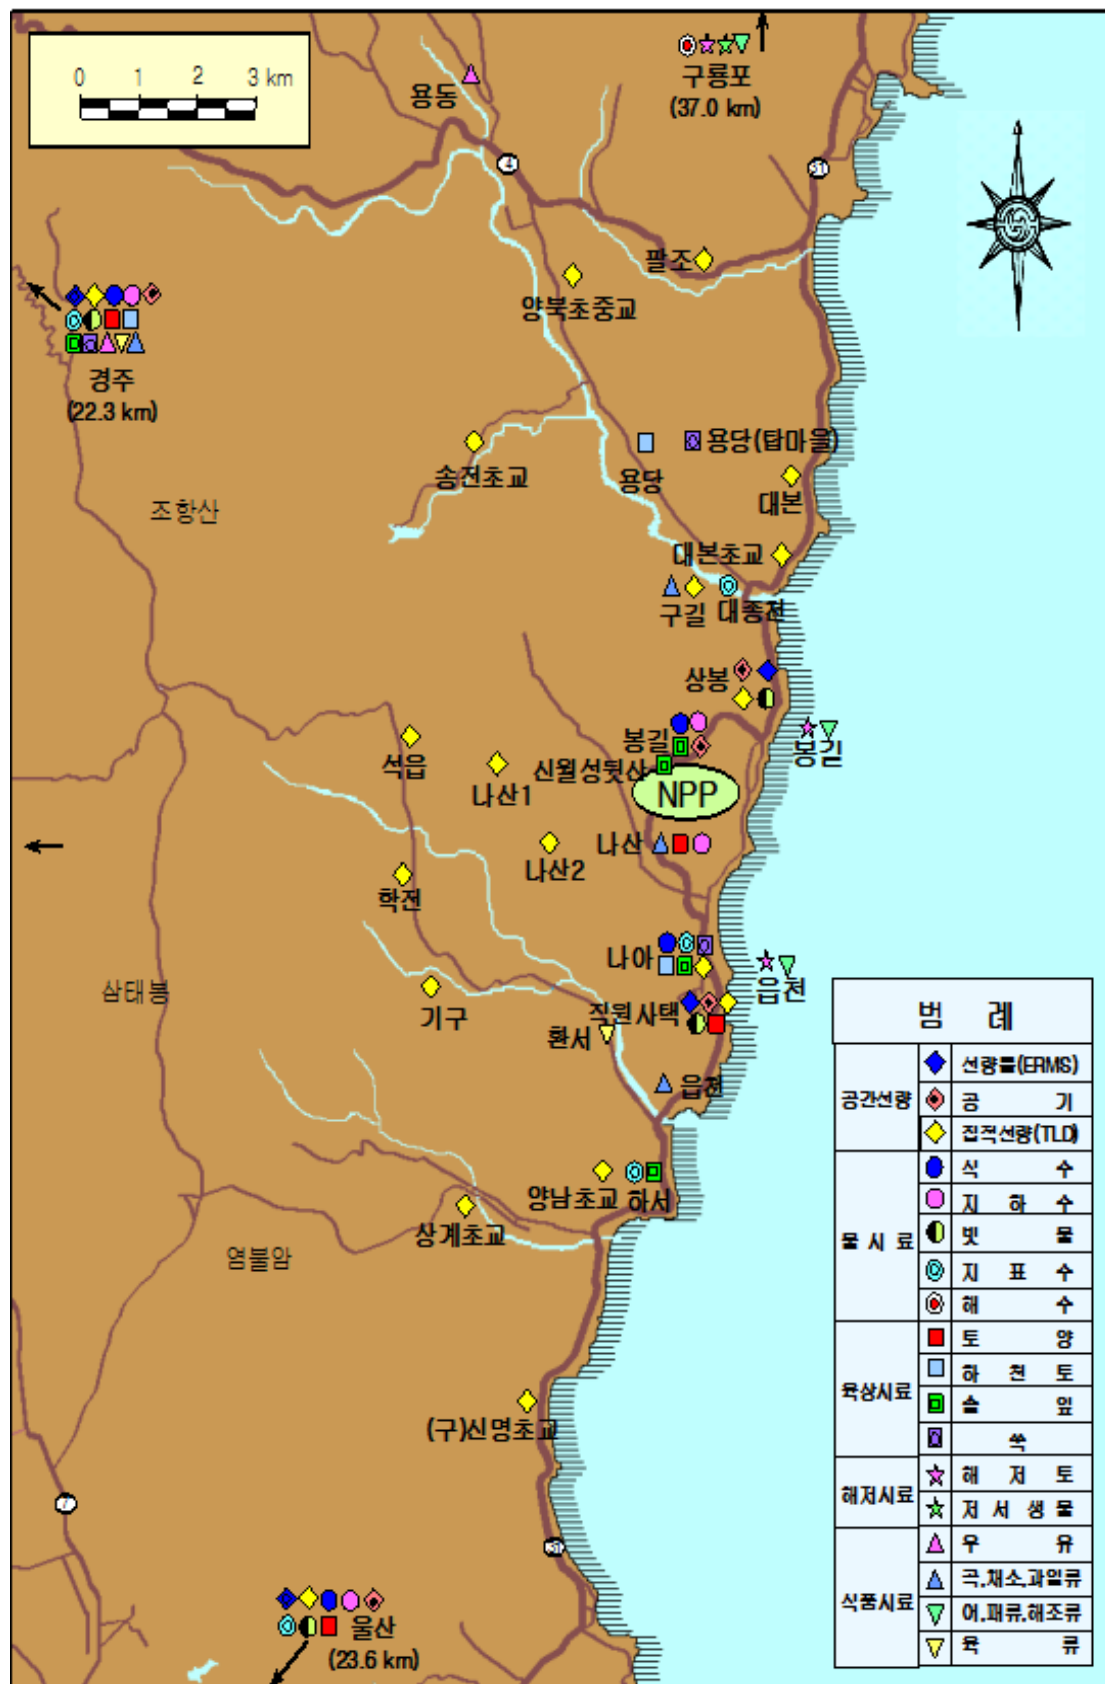 0 1 2 3 km
용동
구룡포
(37.0 km)
4
31
팔조
양북초중교
경주
(22.3 km)
송전초교
용당
용당(탑마을)
대본
조항산
대본초교
구길
대종천
상봉
봉길
봉길
신월성뒷산
석읍
나산1
NPP
나산2
나산
학전
나아
읍천
삼태봉
기구
직원사택
환서
읍천
양남초교
하서
상계초교
염불암
(구)신명초교
7
31
울산
(23.6 km)
범 례
공간선량
선량률(ERMS)
공 기
집적선량(TLD)
물 시 료
식 수
지 하 수
빗 물
지 표 수
해 수
육상시료
토 양
하 천 토
솔 잎
쑥
해저시료
해 저 토
저 서 생 물
식품시료
우 유
곡,채소,과일류
어,패류,해조류
육 류